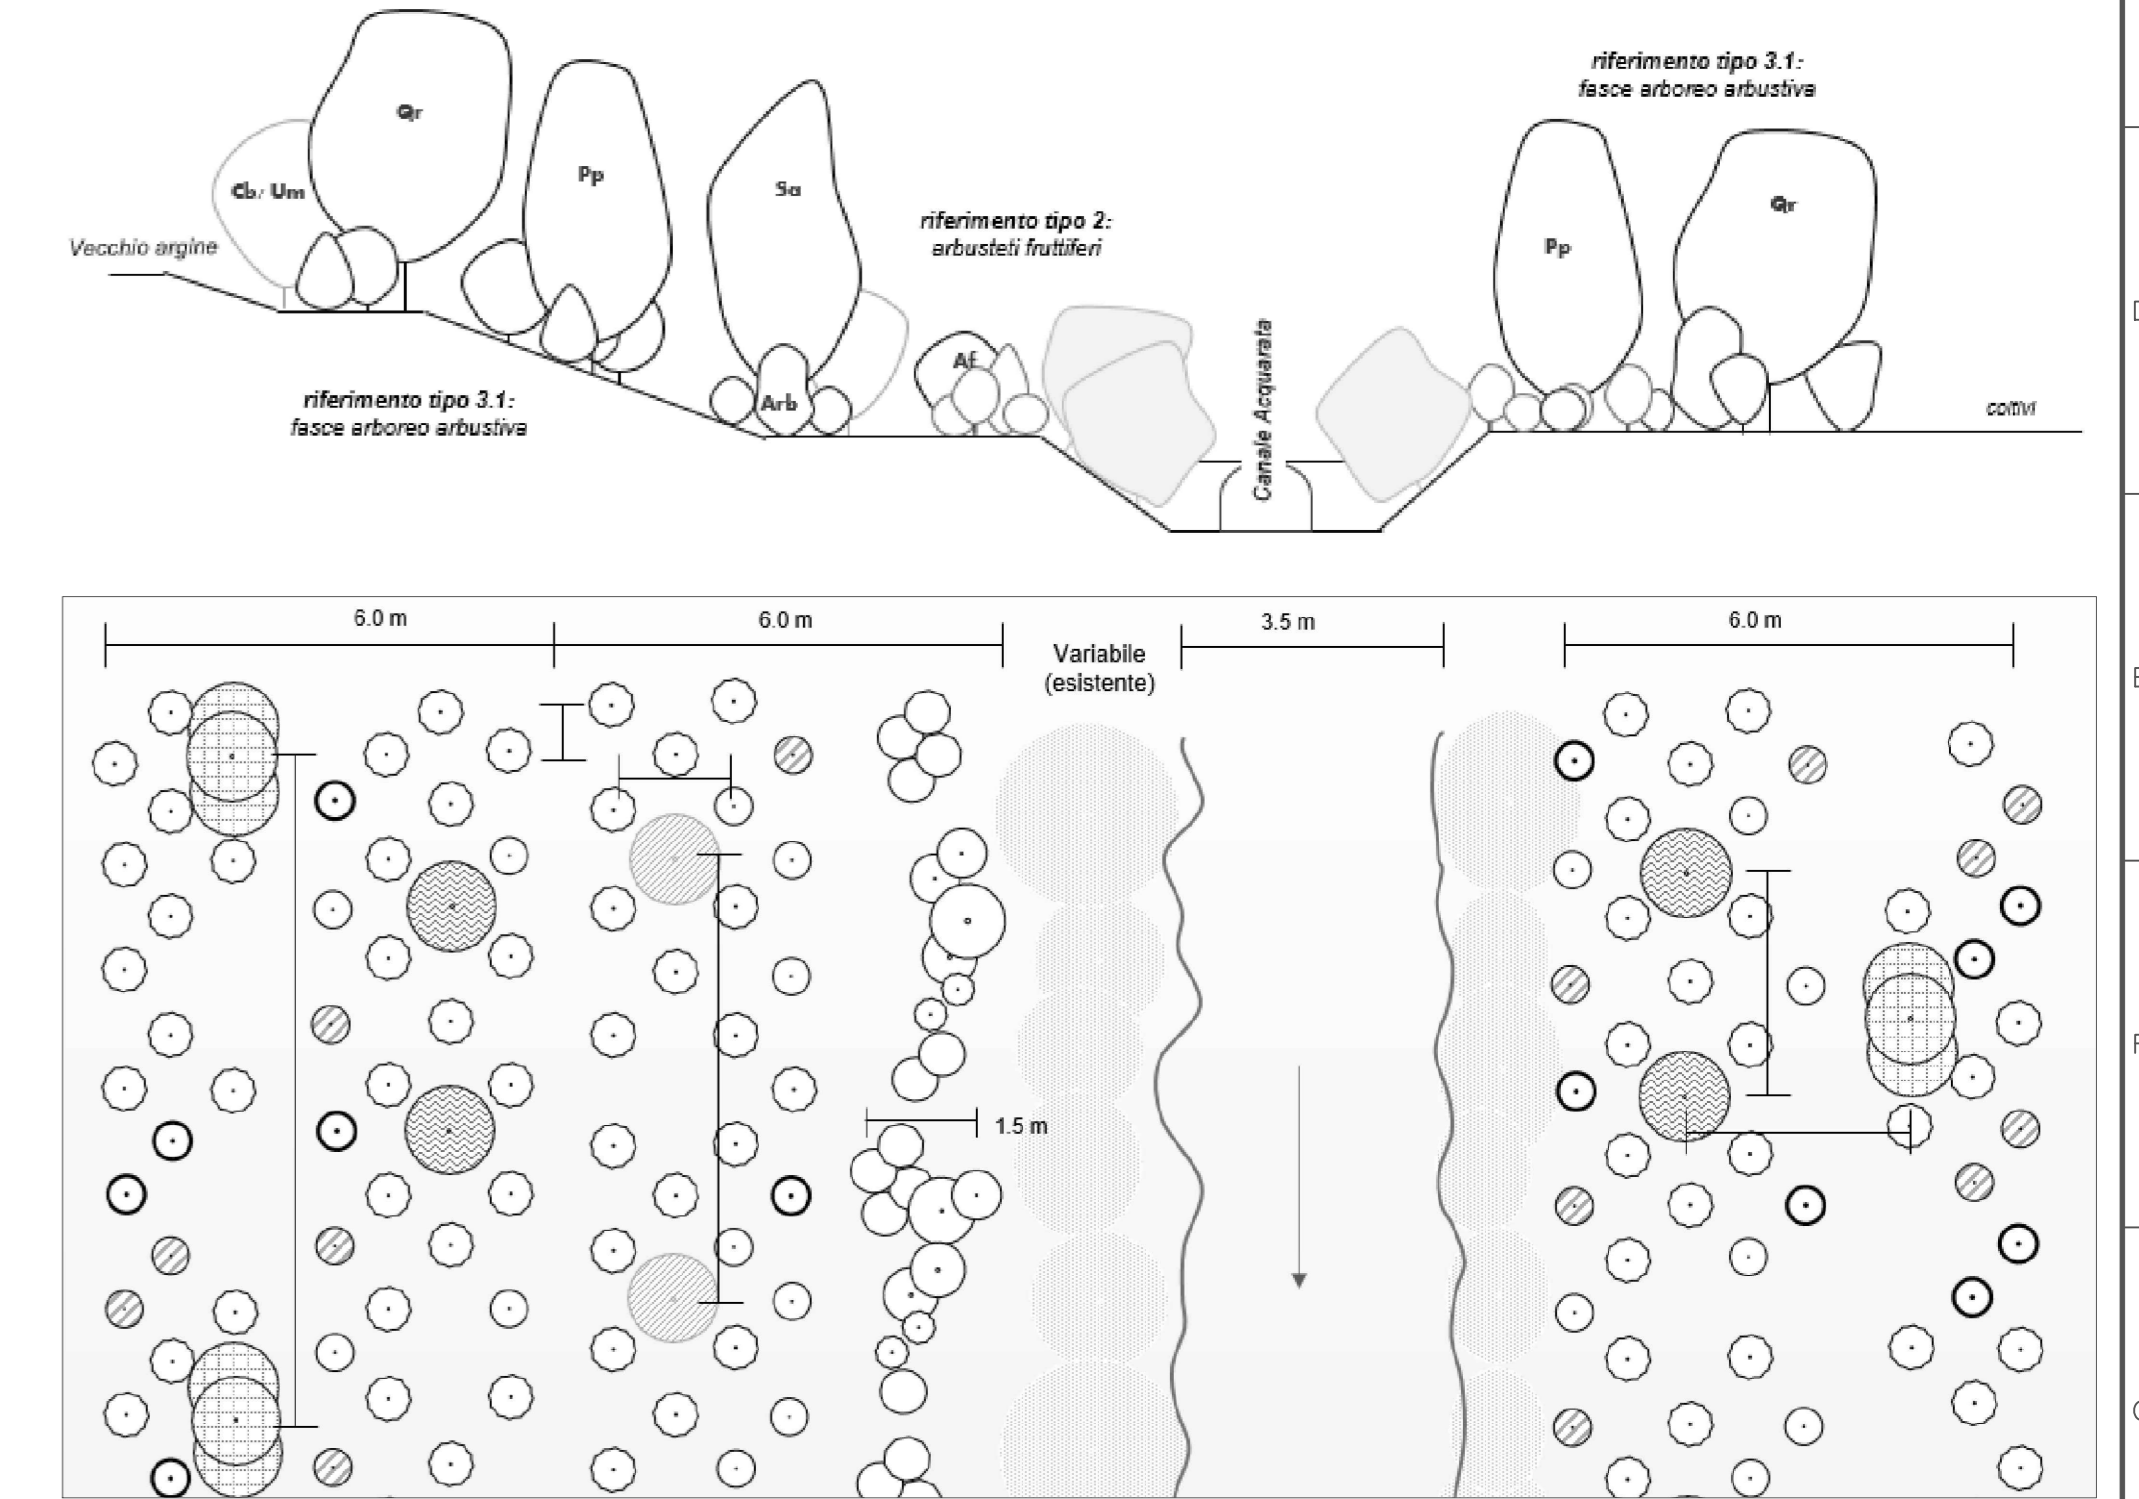 riferimento tipo 3.1:
fasce arboreo arbustiva
Qr
Pp
Sa
Cb/ Um
Qr
riferimento tipo 2:
arbusteti fruttiferi
Vecchio argine
Pp
Af
Canale Acquarata
riferimento tipo 3.1:
fasce arboreo arbustiva
Arb
coltivi
6.0 m
6.0 m
3.5 m
6.0 m
Variabile
(esistente)
1.5 m